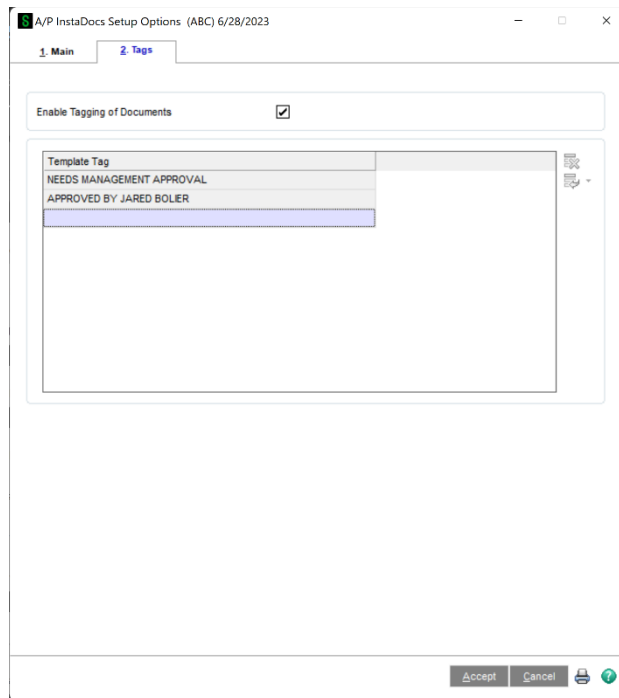 S A/P InstaDocs Setup Options (ABC) 6/28/2023
1. Main 2. Tags
Enable Tagging of Documents
Template Tag
NEEDS MANAGEMENT APPROVAL
APPROVED BY JARED BOLIER
Accept Cancel ?